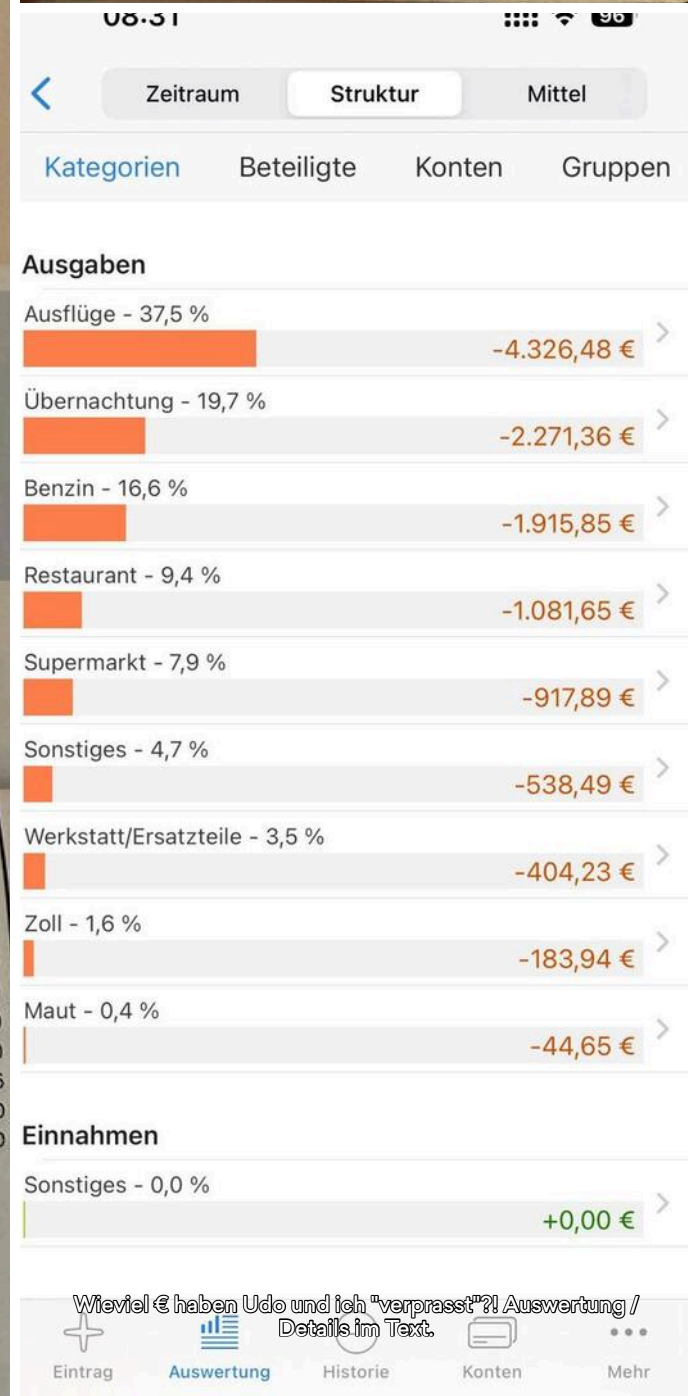 08:31
96
Zeitraum Struktur Mittel
Kategorien Beteiligte Konten Gruppen
Ausgaben
Ausflüge - 37,5 %
-4.326,48 €
Übernachtung - 19,7 %
-2.271,36 €
Benzin - 16,6 %
-1.915,85 €
Restaurant - 9,4 %
-1.081,65 €
Supermarkt - 7,9 %
-917,89 €
Sonstiges - 4,7 %
-538,49 €
Werkstatt/Ersatzteile - 3,5 %
-404,23 €
Zoll - 1,6 %
-183,94 €
Maut - 0,4 %
-44,65 €
Einnahmen
Sonstiges - 0,0 %
+0,00 €
Wieviel € haben Udo und ich "verprasst"?! Auswertung /
Details im Text.
Eintrag Auswertung Historie Konten Mehr